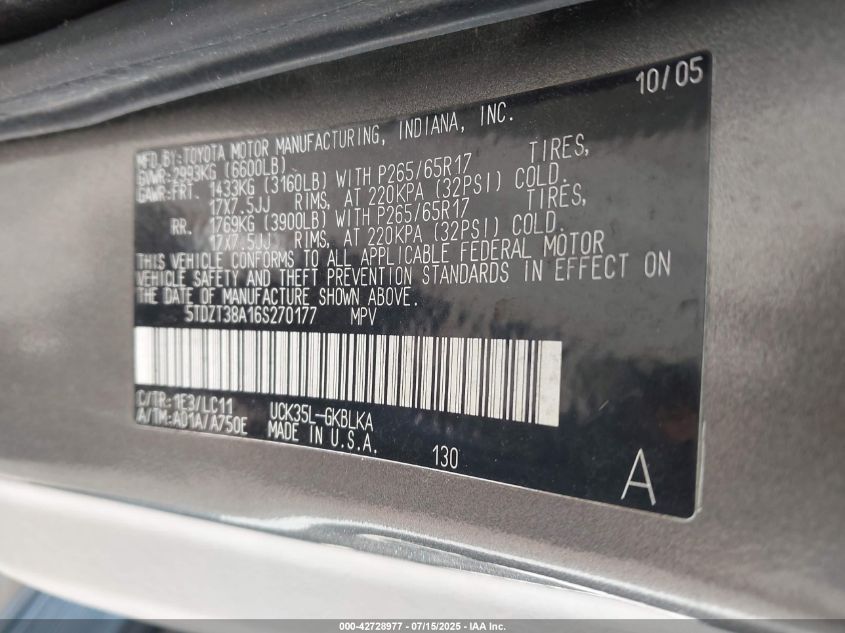 10/05
MFD.BY:TOYOTA MOTOR MANUFACTURING, INDIANA, INC.
GVWR:2993KG (6600LB)
GAWR:FRT. 1433KG (3160LB) WITH P265/65R17 TIRES,
17X7.5JJ RIMS, AT 220KPA (32PSI) COLD.
RR. 1769KG (3900LB) WITH P265/65R17 TIRES,
17X7.5JJ RIMS, AT 220KPA (32PSI) COLD.
THIS VEHICLE CONFORMS TO ALL APPLICABLE FEDERAL MOTOR
VEHICLE SAFETY AND THEFT PREVENTION STANDARDS IN EFFECT ON
THE DATE OF MANUFACTURE SHOWN ABOVE.
5TDZT38A16S270177 MPV
C/TR:1E3/LC11 UCK35L-GKBLKA
A/TM:A01A/A750E MADE IN U.S.A.
130
A
000-42728977 - 07/15/2025 - IAA Inc.